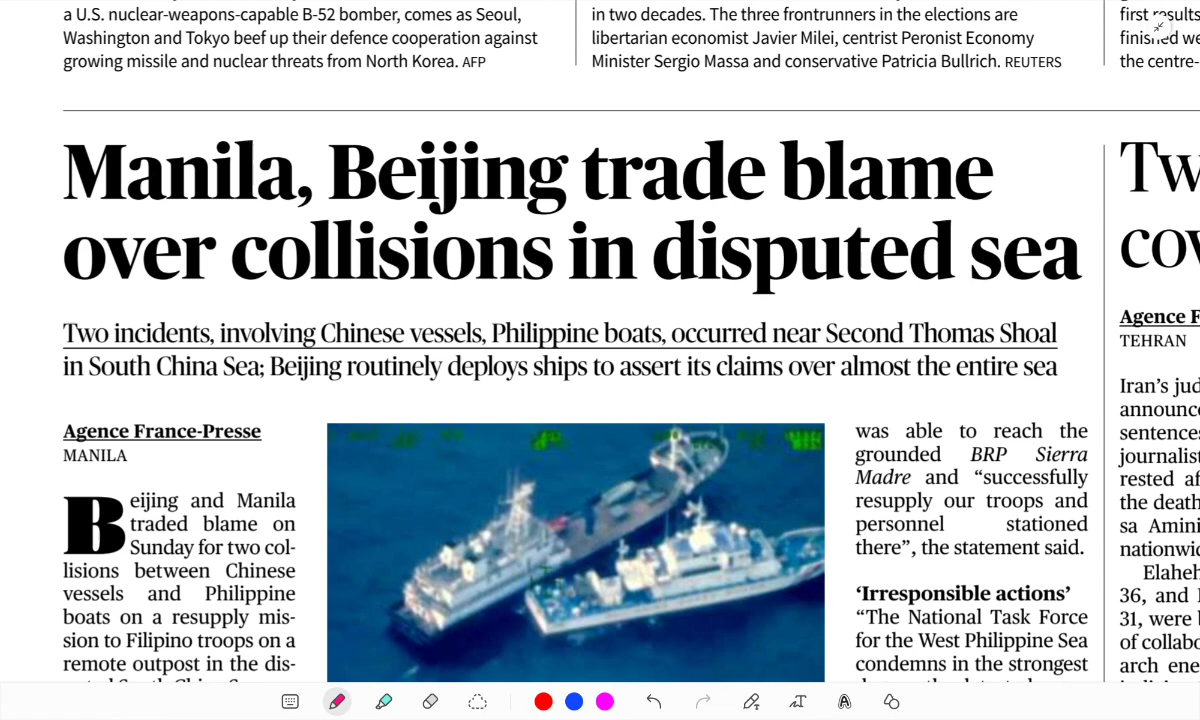 a U.S. nuclear-weapons-capable B-52 bomber, comes as Seoul,
Washington and Tokyo beef up their defence cooperation against
growing missile and nuclear threats from North Korea. AFP
in two decades. The three frontrunners in the elections are
libertarian economist Javier Milei, centrist Peronist Economy
Minister Sergio Massa and conservative Patricia Bullrich. REUTERS
first results
finished we
the centre-
Manila, Beijing trade blame
over collisions in disputed sea
Two incidents, involving Chinese vessels, Philippine boats, occurred near Second Thomas Shoal
in South China Sea; Beijing routinely deploys ships to assert its claims over almost the entire sea
Agence France-Presse
MANILA
Beijing and Manila
traded blame on
Sunday for two col-
lisions between Chinese
vessels and Philippine
boats on a resupply mis-
sion to Filipino troops on a
remote outpost in the dis-
was able to reach the
grounded BRP Sierra
Madre and “successfully
resupply our troops and
personnel stationed
there”, the statement said.
‘Irresponsible actions’
“The National Task Force
for the West Philippine Sea
condemns in the strongest
Tw
cov
Agence F
TEHRAN
Iran’s jud
announce
sentences
journalist
rested af
the death
sa Amini
nationwid
Elaheh
36, and
31, were
of collabo
arch ene